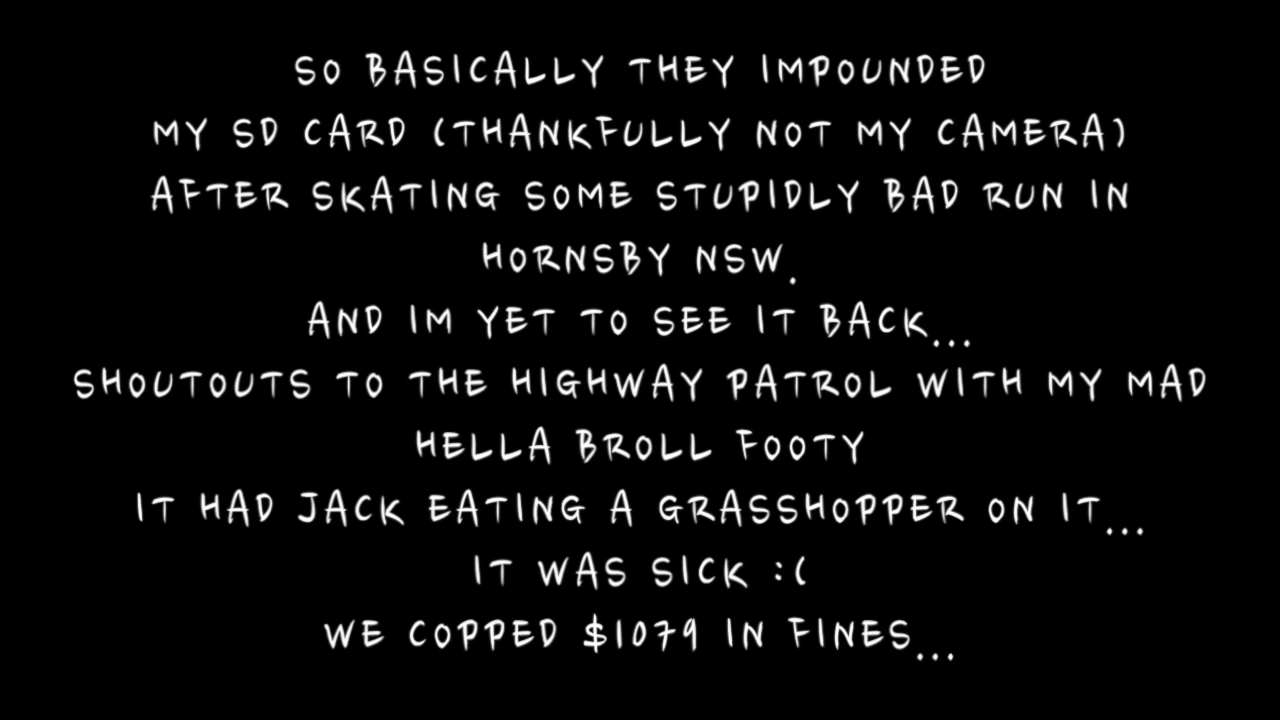 SO BASICALLY THEY IMPOUNDED
MY SD CARD (THANKFULLY NOT MY CAMERA)
AFTER SKATING SOME STUPIDLY BAD RUN IN
HORNSBY NSW.
AND IM YET TO SEE IT BACK...
SHOUTOUTS TO THE HIGHWAY PATROL WITH MY MAD
HELLA BROLL FOOTY
IT HAD JACK EATING A GRASSHOPPER ON IT...
IT WAS SICK :(
WE COPPED $1079 IN FINES...